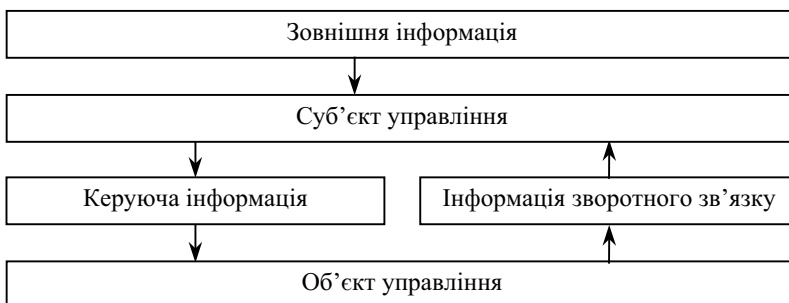 Зовнішня інформація
Суб’єкт управління
Керуюча інформація
Інформація зворотного зв’язку
Об’єкт управління